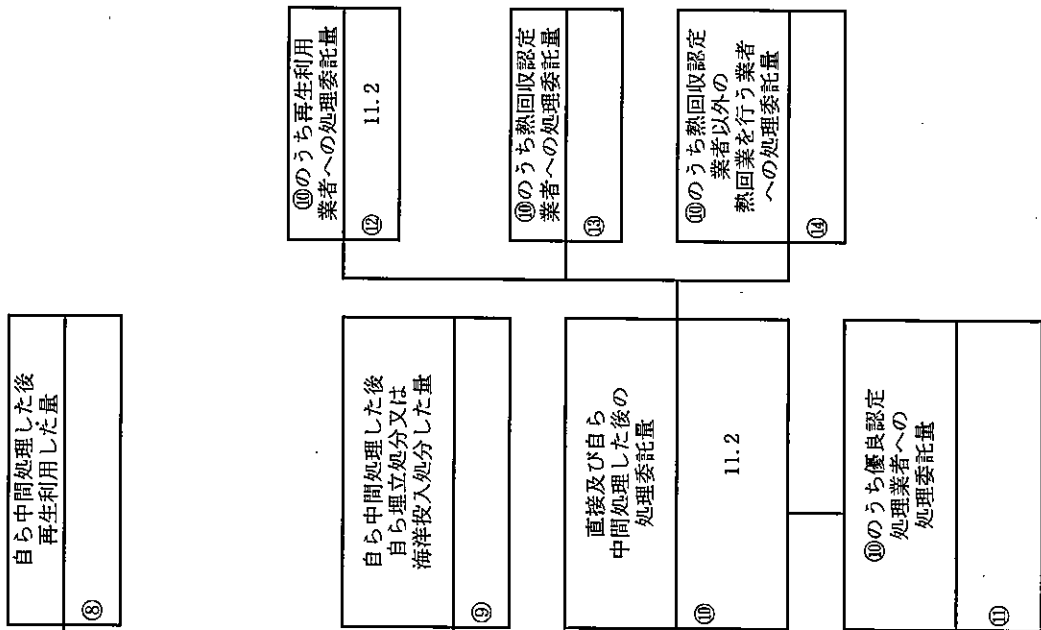 自ら中間処理した後
再生利用した量
⑧
自ら中間処理した後
自ら埋立処分又は
海洋投入処分した量
⑨
直接及び自ら
中間処理した後の
処理委託量
⑩
11.2
⑩のうち優良認定
処理業者への
処理委託量
⑪
⑩のうち再生利用
業者への処理委託量
⑫
11.2
⑩のうち熱回収認定
業者への処理委託量
⑬
⑩のうち熱回収認定
業者以外の
熱回業を行う業者
への処理委託量
⑭